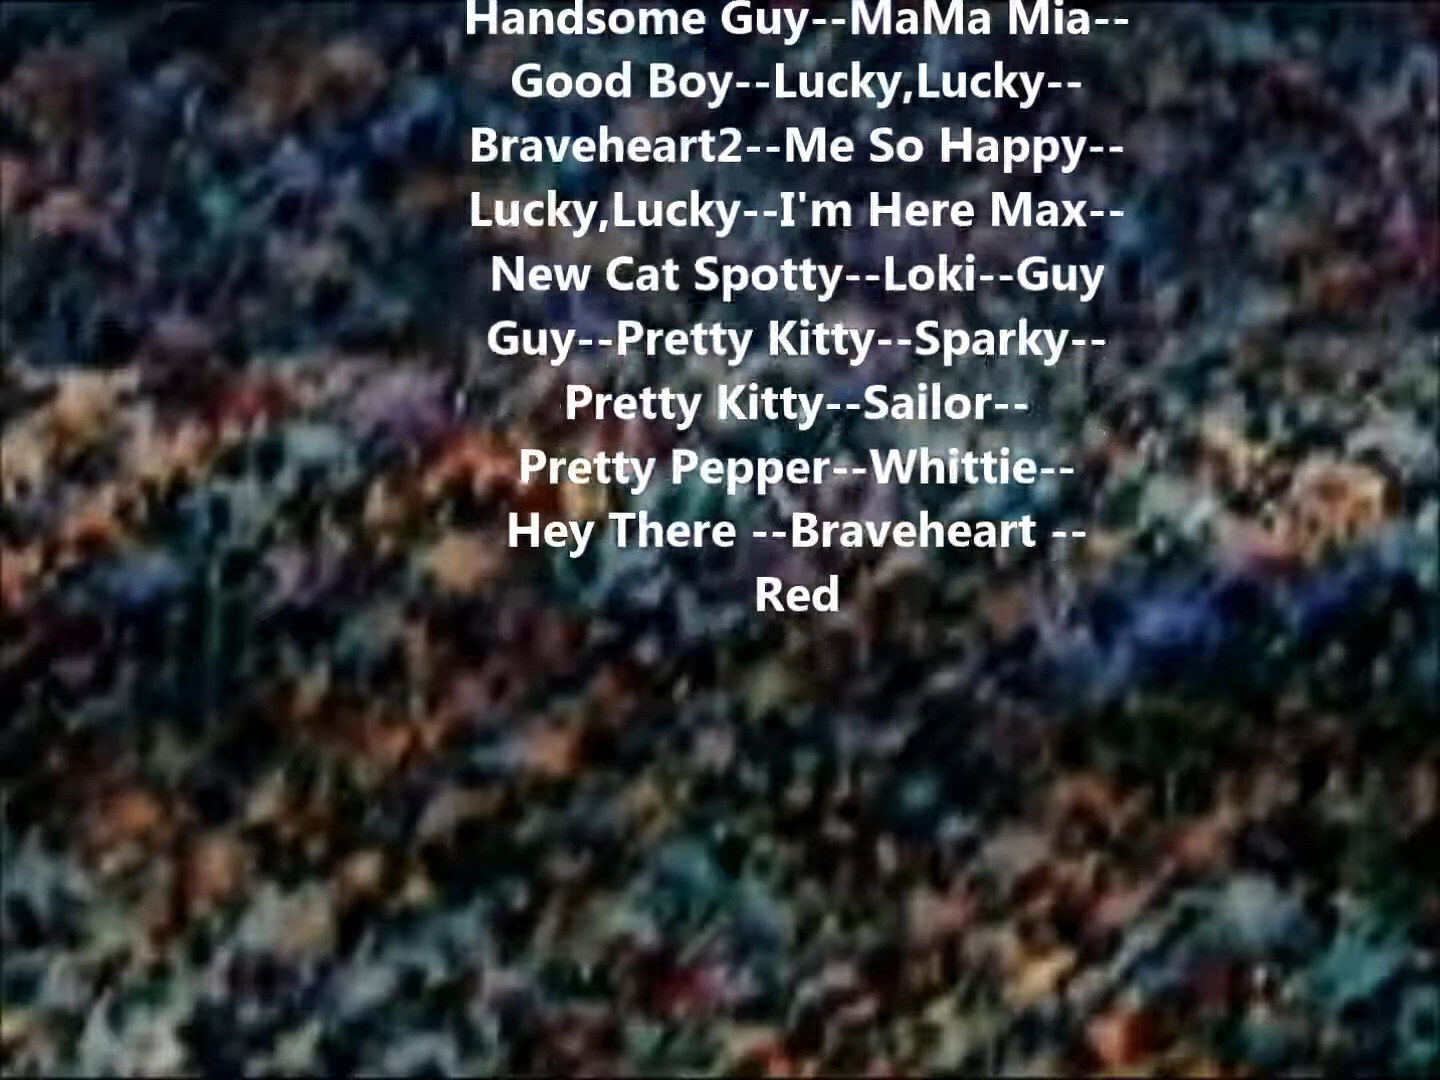 Handsome Guy--MaMa Mia--
Good Boy--Lucky,Lucky--
Braveheart2--Me So Happy--
Lucky,Lucky--I'm Here Max--
New Cat Spotty--Loki--Guy
Guy--Pretty Kitty--Sparky--
Pretty Kitty--Sailor--
Pretty Pepper--Whittie--
Hey There --Braveheart --
Red